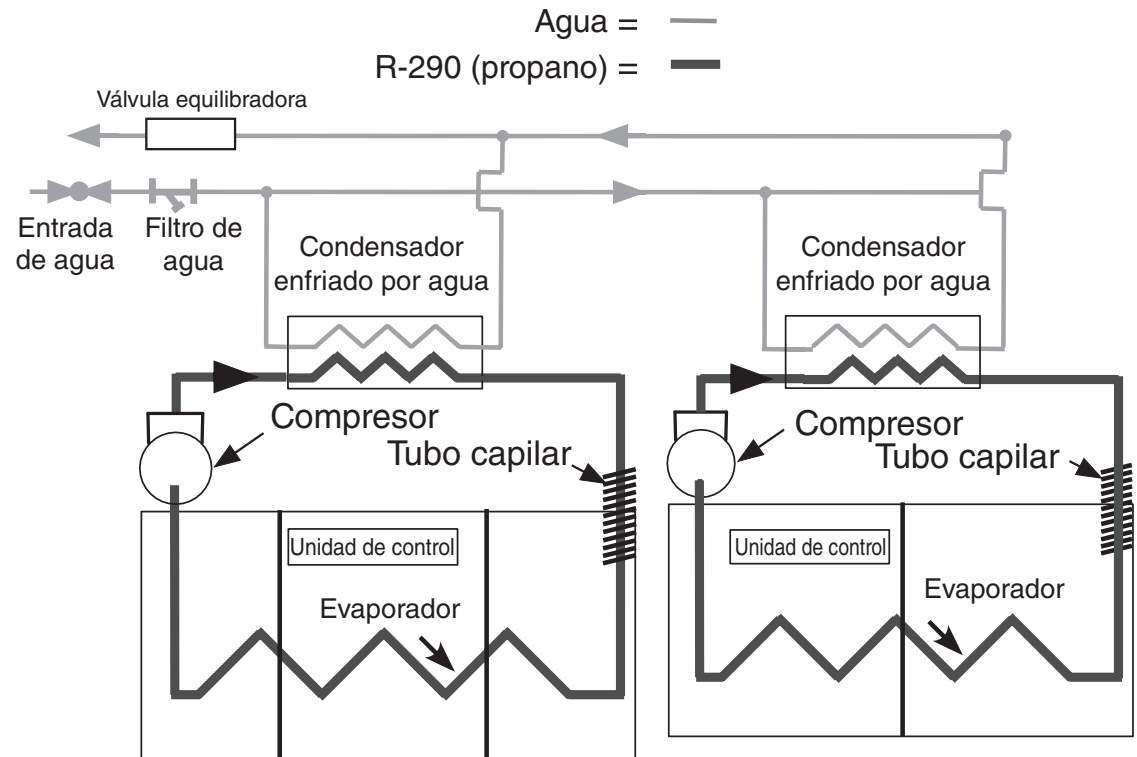 Agua =
R-290 (propano) =
Válvula equilibradora
Entrada
de agua
Filtro de
agua
Condensador
enfriado por agua
Condensador
enfriado por agua
Compresor
Tubo capilar
Compresor
Tubo capilar
Unidad de control
Evaporador
Unidad de control
Evaporador